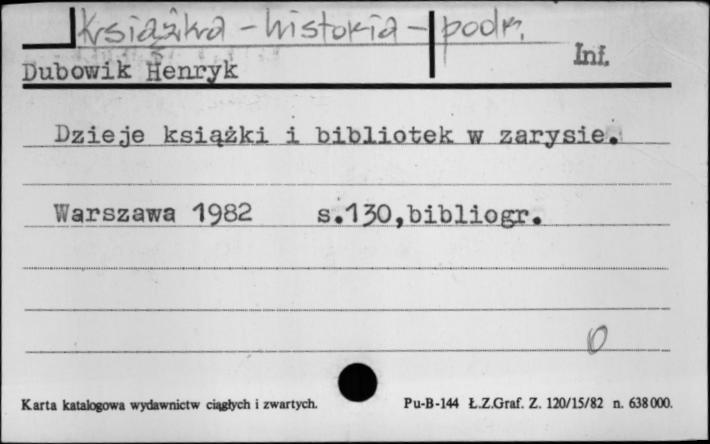 Książka - historia - podr.
Inf.
Dubowik Henryk
Dzieje książki i bibliotek w zarysie.
Warszawa 1982 s.130,bibliogr.
0
Karta katalogowa wydawnictw ciągłych i zwartych. Pu-B-144 Ł.Z.Graf. Z. 120/15/82 n. 638000.